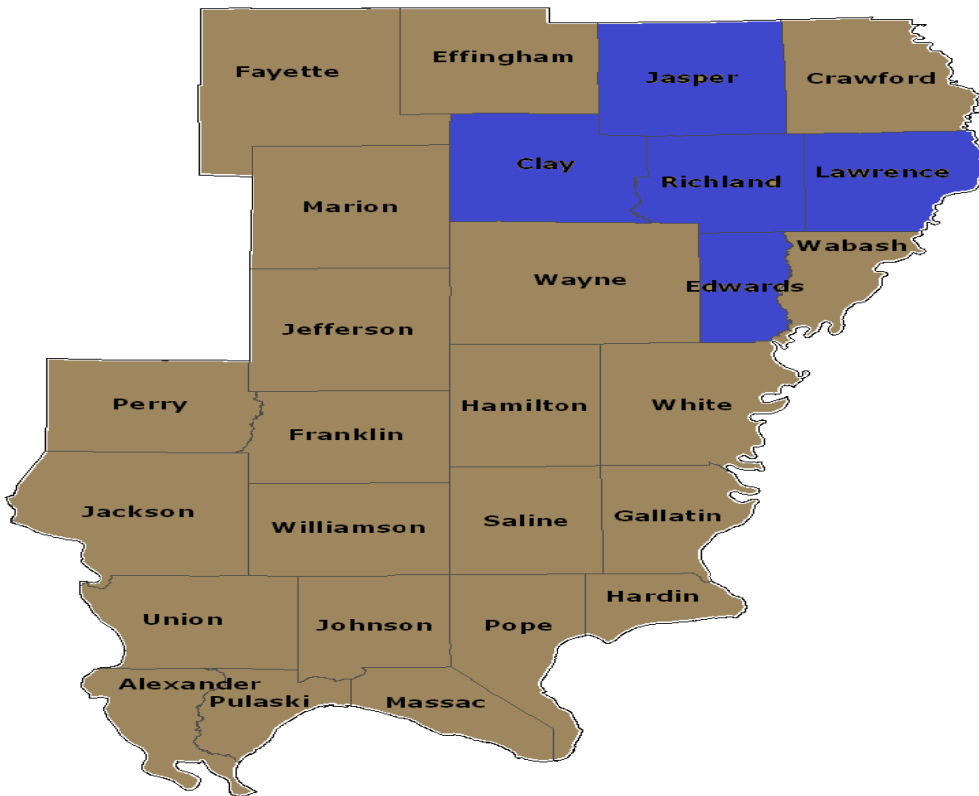 Fayette
Effingham
Jasper
Crawford
Clay
Richland
Lawrence
Marion
Wabash
Wayne
Edwards
Jefferson
Perry
Franklin
Hamilton
White
Jackson
Williamson
Saline
Gallatin
Union
Johnson
Pope
Hardin
Alexander
Pulaski
Massac